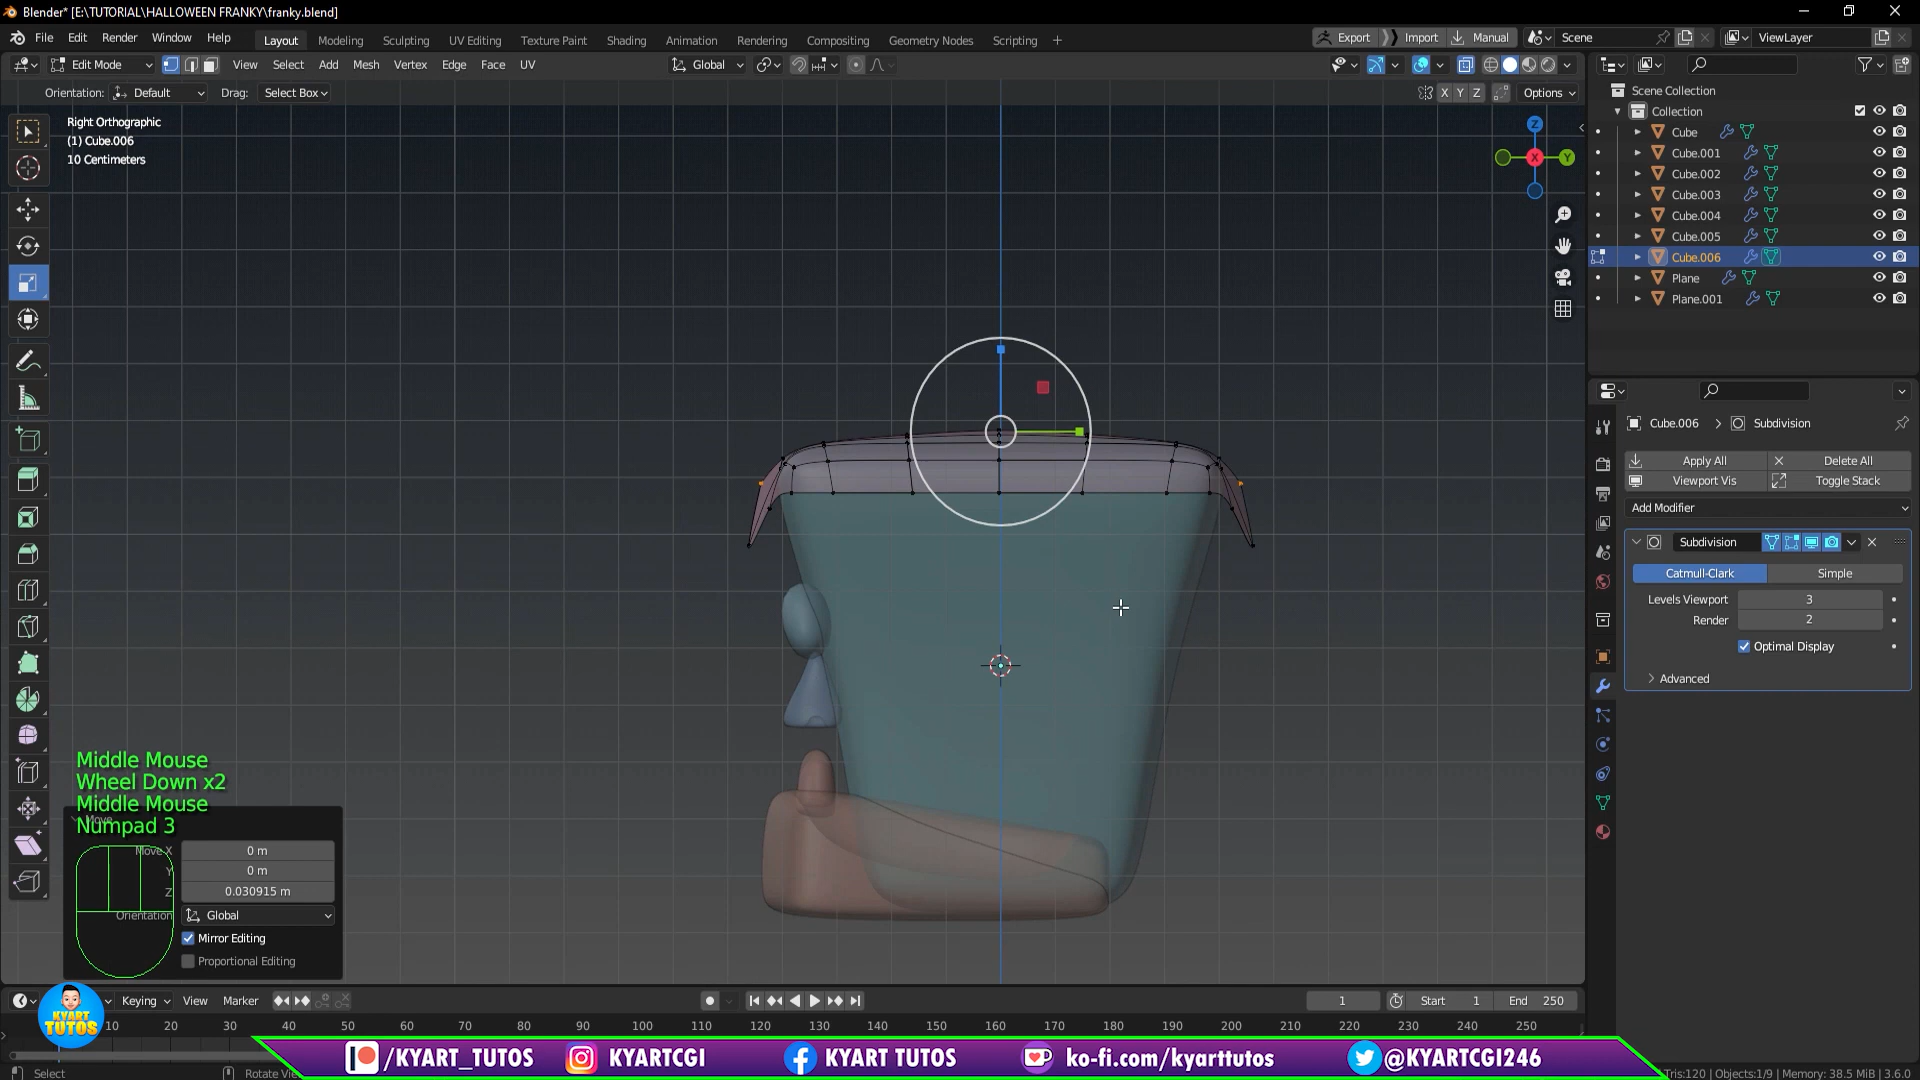 Blender* [E:\TUTORIAL\HALLOWEEN FRANKY\franky.blend]
File Edit Render Window Help
Layout Modeling Sculpting UV Editing Texture Paint Shading Animation Rendering Compositing Geometry Nodes Scripting +
Export Import Manual Scene ViewLayer
Edit Mode View Select Add Mesh Vertex Edge Face UV Global
Orientation: Default Drag: Select Box X Y Z Options
Right Orthographic
(1) Cube.006
10 Centimeters
Z
X
Y
Scene Collection
Collection
Cube
Cube.001
Cube.002
Cube.003
Cube.004
Cube.005
Cube.006
Plane
Plane.001
Cube.006 > Subdivision
Apply All Delete All
Viewport Vis Toggle Stack
Add Modifier
Subdivision
Catmull-Clark Simple
Levels Viewport 3
Render 2
Optimal Display
Advanced
Middle Mouse
Wheel Down x2
Middle Mouse
Numpad 3
Move
Move X 0 m
Y 0 m
Z 0.030915 m
Orientation Global
Mirror Editing
Proportional Editing
Keying View Marker 1 Start 1 End 250
10 20 30 40 50 60 70 80 90 100 110 120 130 140 150 160 170 180 190 200 210 220 230 240 250
KYART TUTOS
/KYART_TUTOS KYARTCGI KYART TUTOS ko-fi.com/kyarttutos @KYARTCGI246
Select
Tris:120 | Objects:1/9 | Memory: 38.5 MiB | 3.6.0